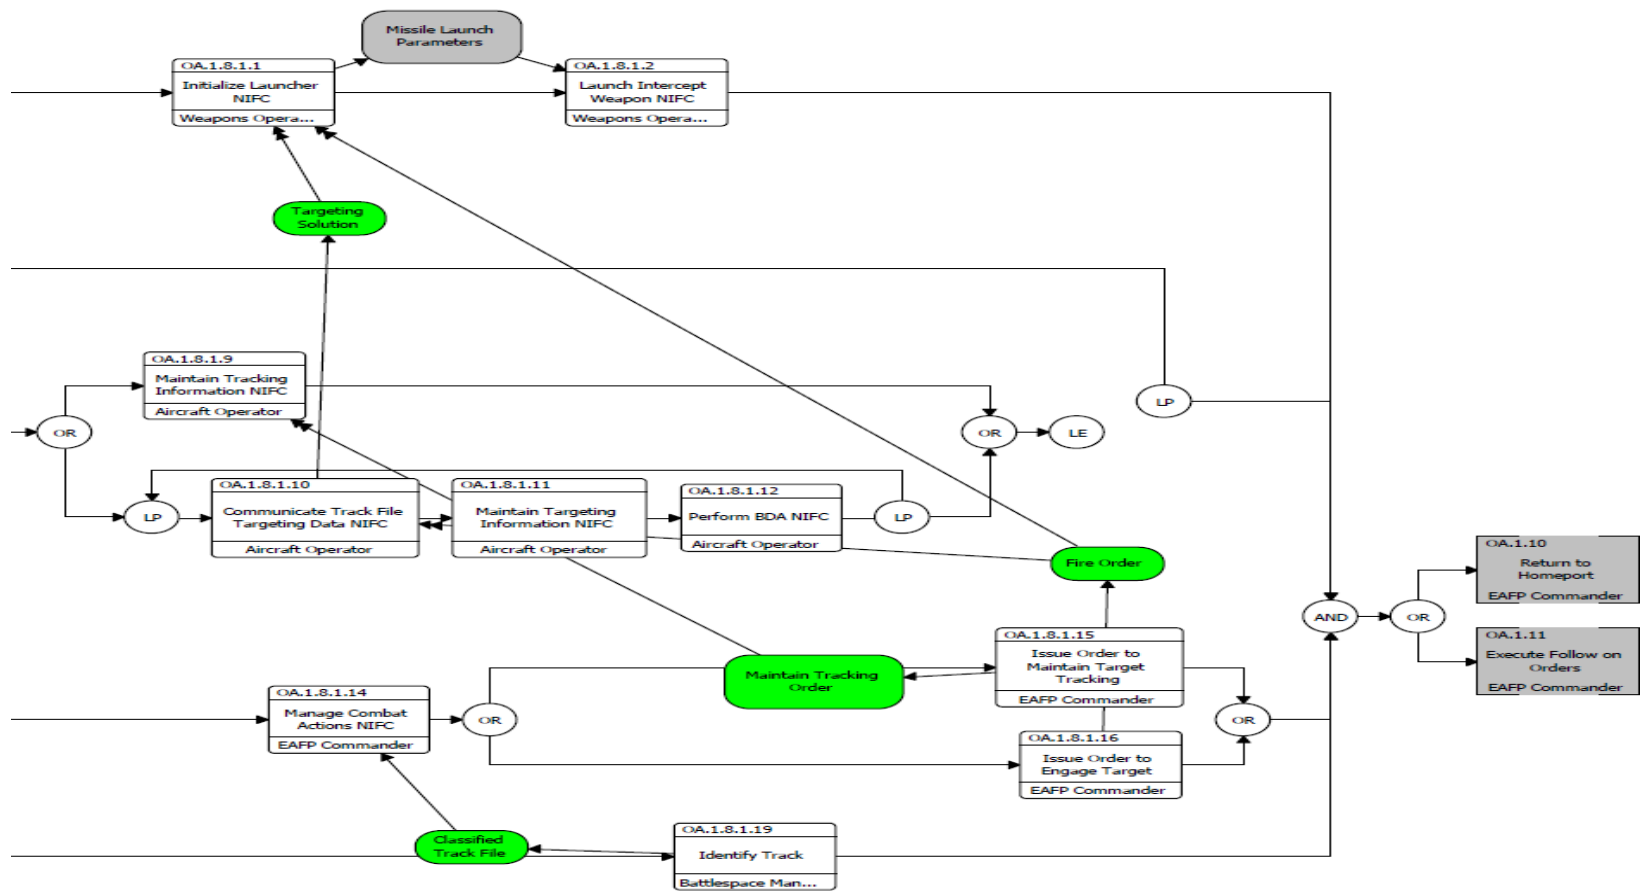 Missile Launch
Parameters
OA.1.8.1.1
Initialize Launcher
NIFC
Weapons Opera...
OA.1.8.1.2
Launch Intercept
Weapon NIFC
Weapons Opera...
Targeting
Solution
OA.1.8.1.9
Maintain Tracking
Information NIFC
Aircraft Operator
OR
LP
OR
LE
LP
OA.1.8.1.10
Communicate Track File
Targeting Data NIFC
Aircraft Operator
OA.1.8.1.11
Maintain Targeting
Information NIFC
Aircraft Operator
OA.1.8.1.12
Perform BDA NIFC
Aircraft Operator
LP
Fire Order
OA.1.10
Return to
Homeport
EAFP Commander
AND
OR
OA.1.11
Execute Follow on
Orders
EAFP Commander
OA.1.8.1.15
Issue Order to
Maintain Target
Tracking
EAFP Commander
Maintain Tracking
Order
OA.1.8.1.14
Manage Combat
Actions NIFC
EAFP Commander
OR
OR
OA.1.8.1.16
Issue Order to
Engage Target
EAFP Commander
Classified
Track File
OA.1.8.1.19
Identify Track
Battlespace Man...